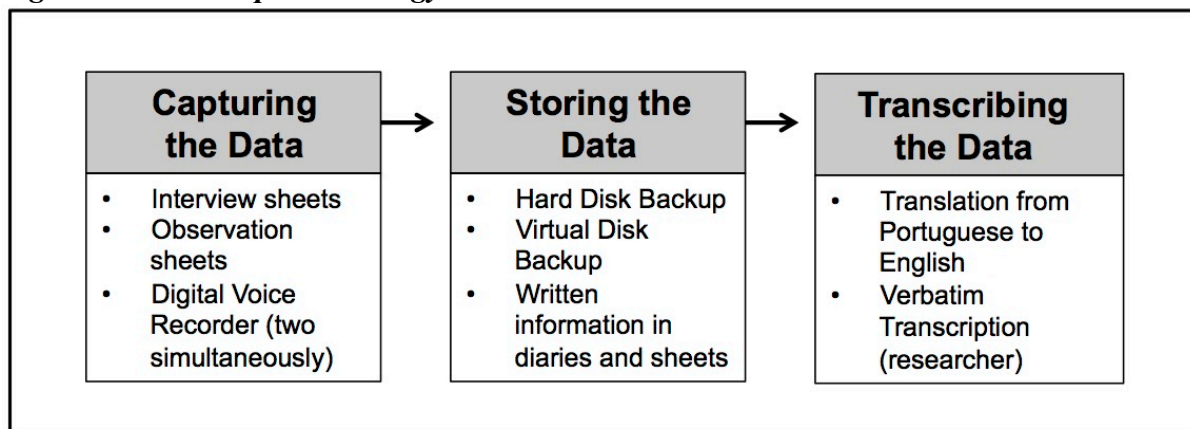 Capturing
the Data
• Interview sheets
• Observation
sheets
• Digital Voice
Recorder (two
simultaneously)
Storing the
Data
• Hard Disk Backup
• Virtual Disk
Backup
• Written
information in
diaries and sheets
Transcribing
the Data
• Translation from
Portuguese to
English
• Verbatim
Transcription
(researcher)